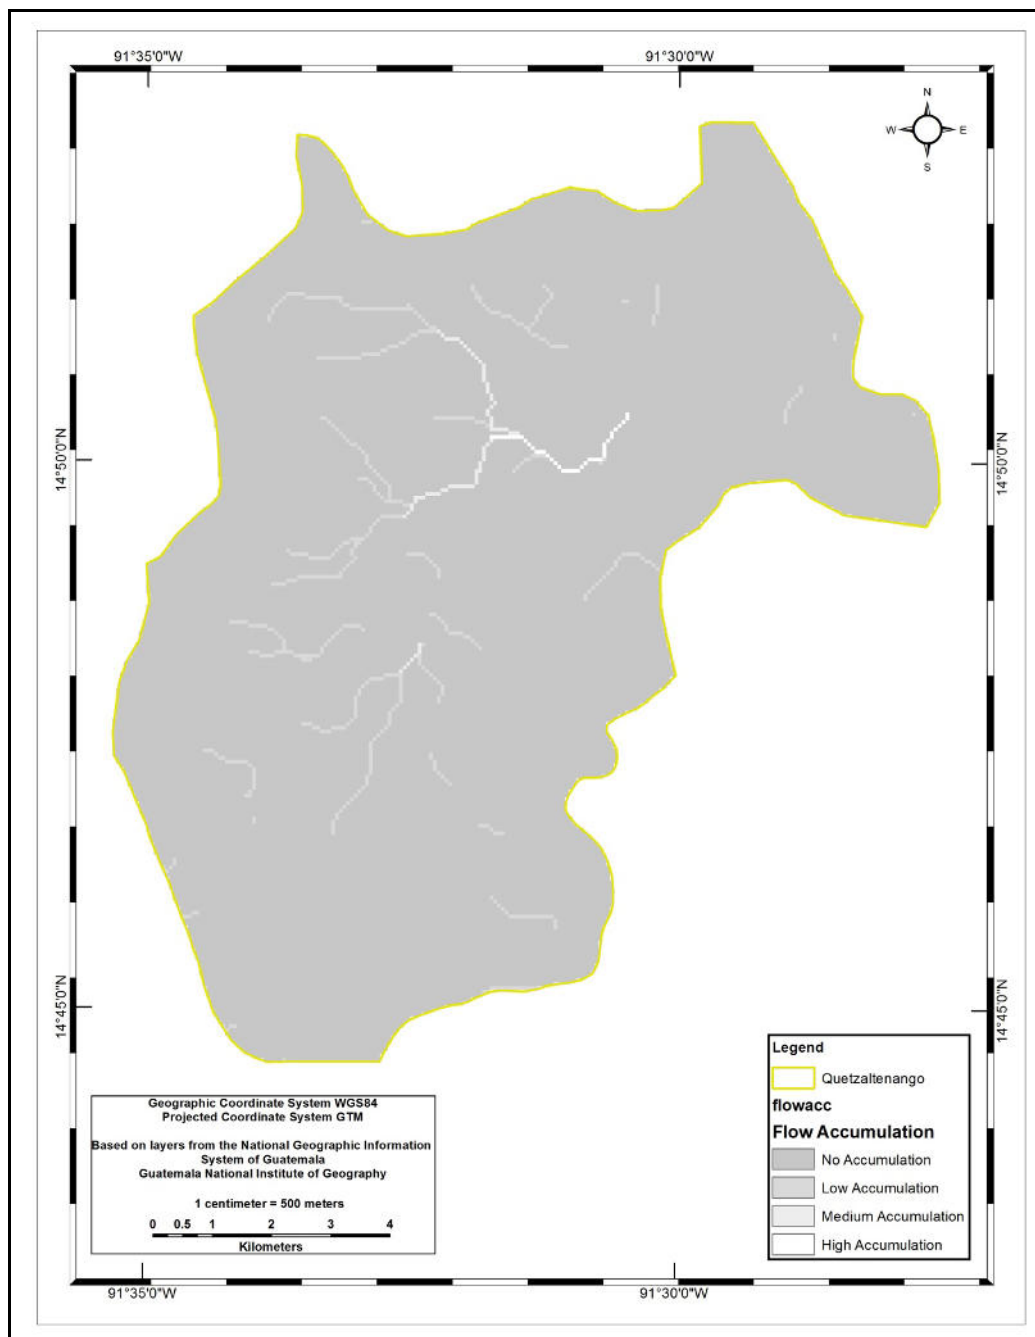 91°35'0"W
91°30'0"W
N
W
E
S
14°50'0"N
14°50'0"N
14°45'0"N
14°45'0"N
Legend
Quetzaltenango
flowacc
Flow Accumulation
No Accumulation
Low Accumulation
Medium Accumulation
High Accumulation
Geographic Coordinate System WGS84
Projected Coordinate System GTM
Based on layers from the National Geographic Information
System of Guatemala
Guatemala National Institute of Geography
1 centimeter = 500 meters
0 0.5 1 2 3 4
Kilometers
91°35'0"W
91°30'0"W